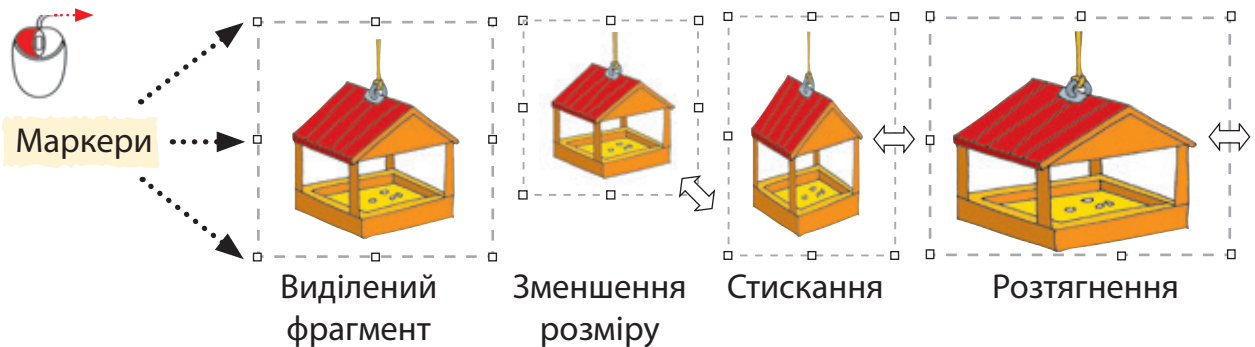 Маркери
Виділений
фрагмент
Зменшення
розміру
Стискання
Розтягнення